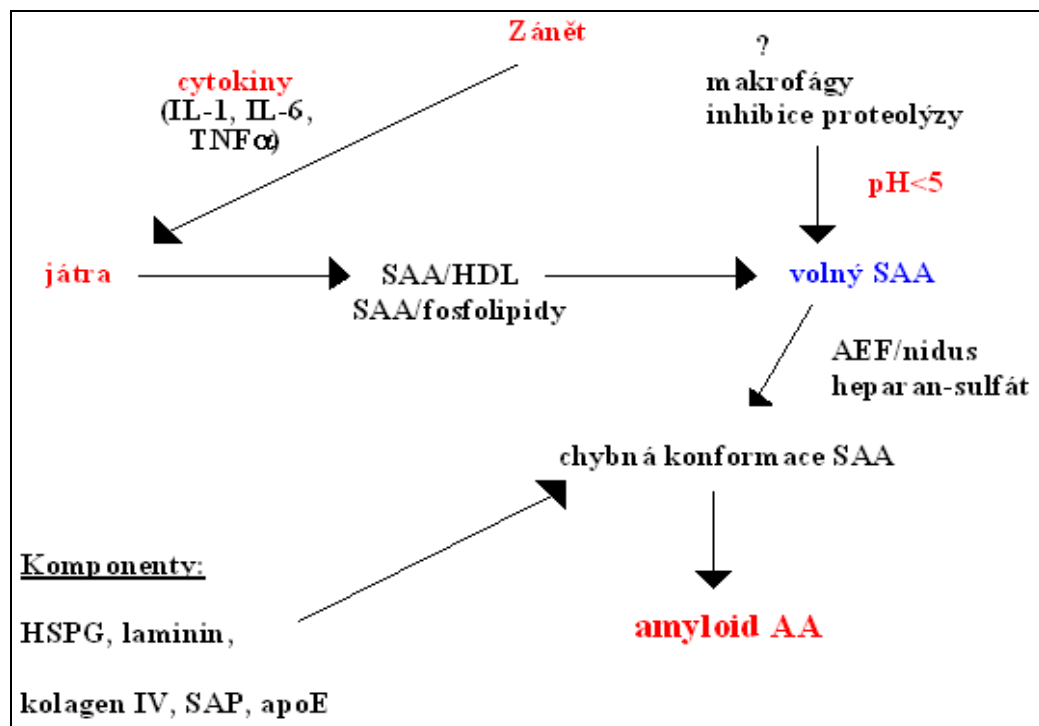 Zánět
?
cytokiny
(IL-1, IL-6,
TNFα)
makrofágy
inhibice proteolýzy
pH<5
játra
SAA/HDL
SAA/fosfolipidy
volný SAA
AEF/nidus
heparan-sulfát
chybná konformace SAA
Komponenty:
HSPG, laminin,
kolagen IV, SAP, apoE
amyloid AA